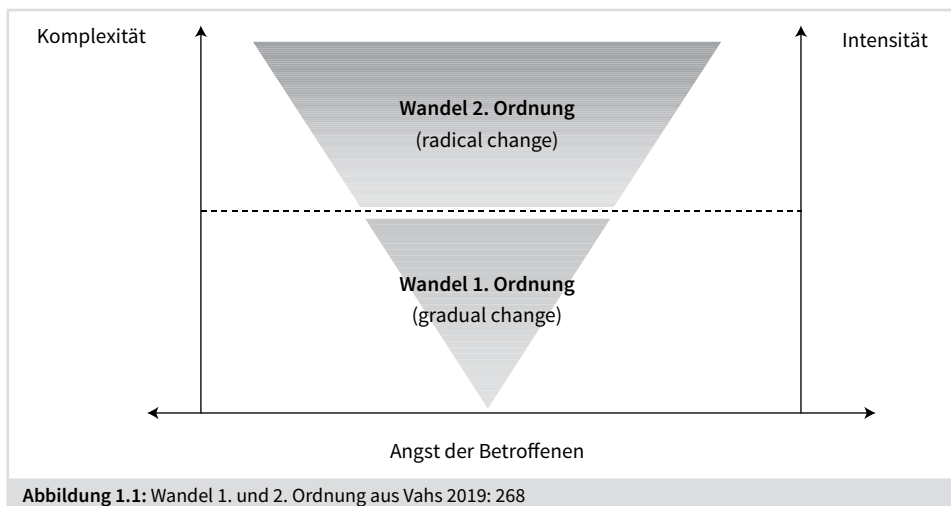 Komplexität
Intensität
Wandel 2. Ordnung
(radical change)
Wandel 1. Ordnung
(gradual change)
Angst der Betroffenen
Abbildung 1.1: Wandel 1. und 2. Ordnung aus Vahs 2019: 268